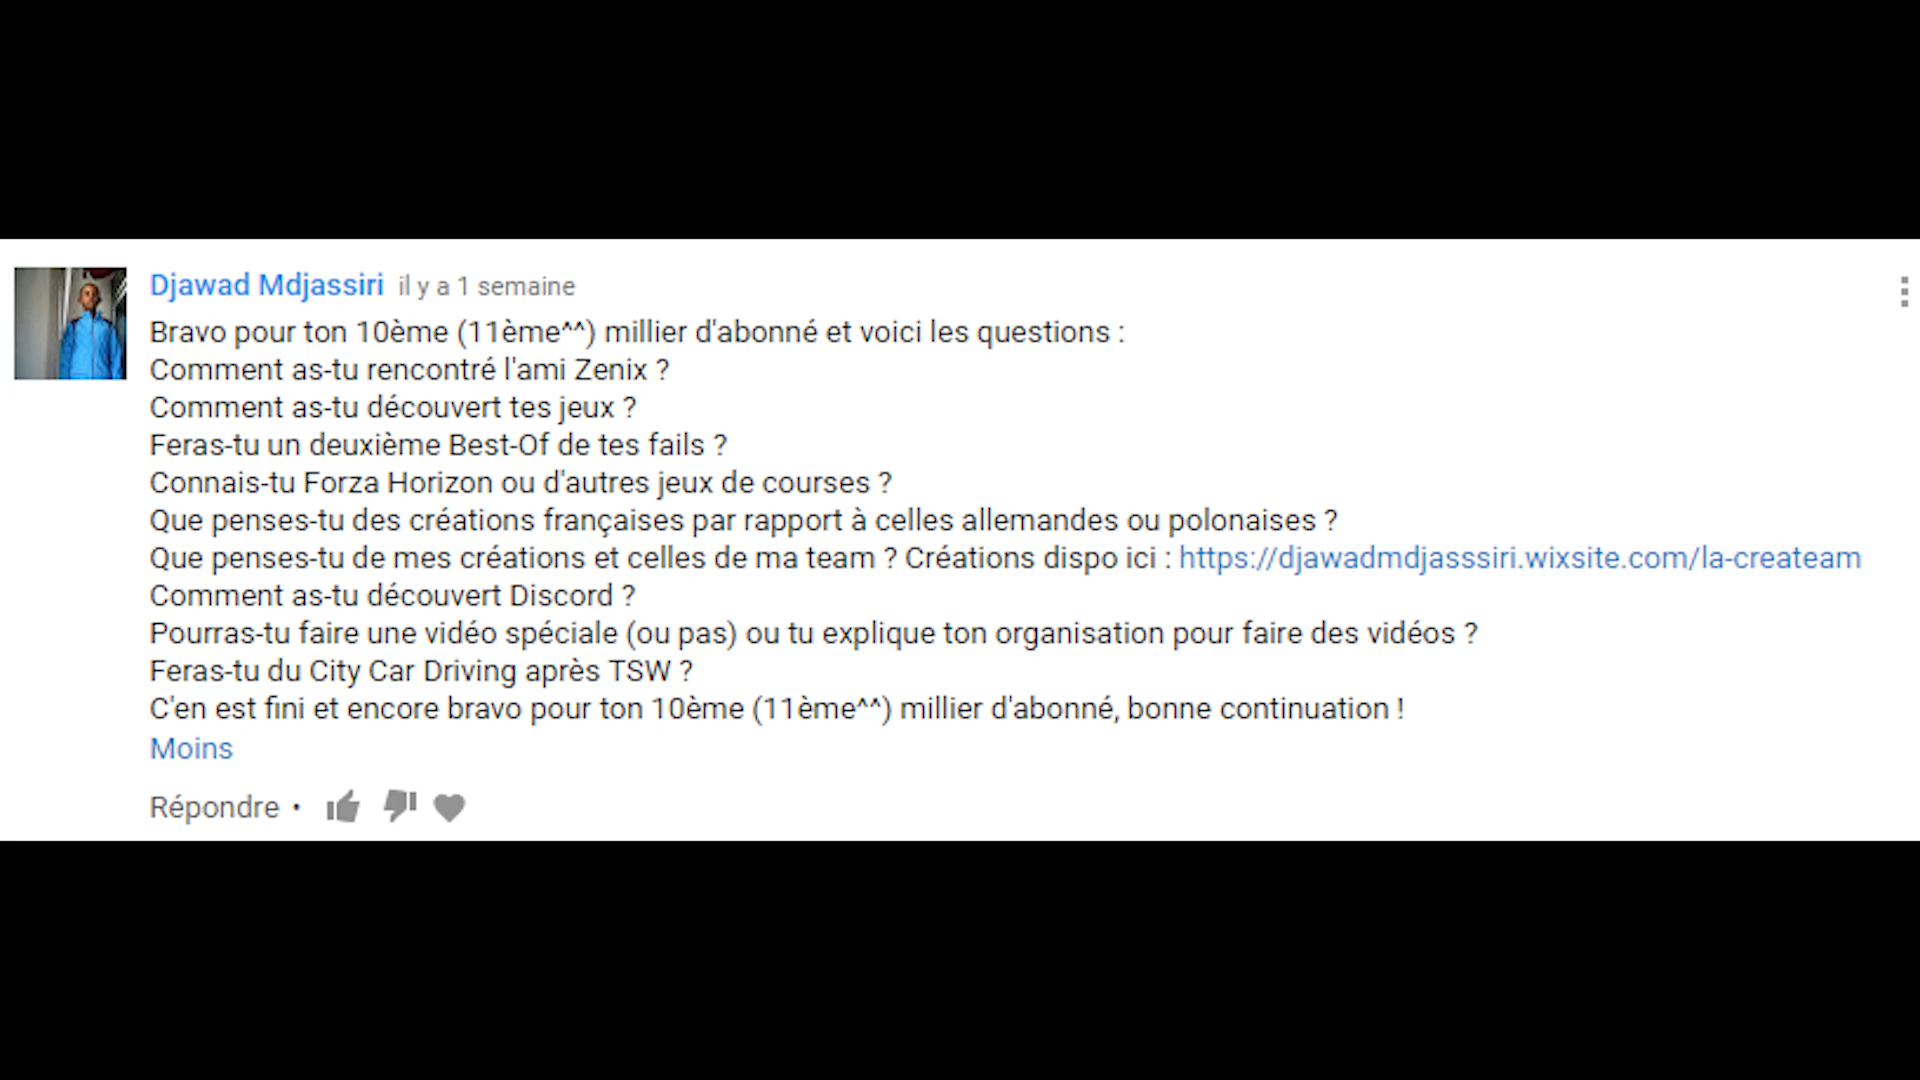 Djawad Mdjassiri il y a 1 semaine
Bravo pour ton 10ème (11ème^^) millier d'abonné et voici les questions :
Comment as-tu rencontré l'ami Zenix ?
Comment as-tu découvert tes jeux ?
Feras-tu un deuxième Best-Of de tes fails ?
Connais-tu Forza Horizon ou d'autres jeux de courses ?
Que penses-tu des créations françaises par rapport à celles allemandes ou polonaises ?
Que penses-tu de mes créations et celles de ma team ? Créations dispo ici : https://djawadmdjasssiri.wixsite.com/la-createam
Comment as-tu découvert Discord ?
Pourras-tu faire une vidéo spéciale (ou pas) ou tu explique ton organisation pour faire des vidéos ?
Feras-tu du City Car Driving après TSW ?
C'en est fini et encore bravo pour ton 10ème (11ème^^) millier d'abonné, bonne continuation !
Moins
Répondre •